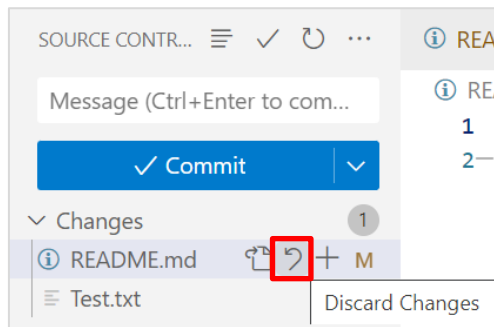 SOURCE CONTR...
REA
Message (Ctrl+Enter to com...
RE
1
Commit
2
Changes
1
README.md
M
Test.txt
Discard Changes